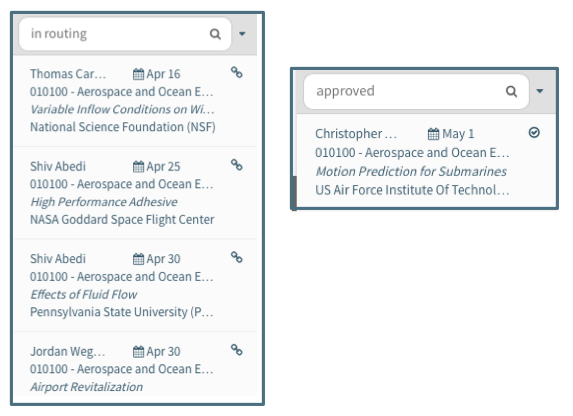 in routing
Thomas Car... Apr 16
010100 - Aerospace and Ocean E...
Variable Inflow Conditions on Wi...
National Science Foundation (NSF)
Shiv Abedi Apr 25
010100 - Aerospace and Ocean E...
High Performance Adhesive
NASA Goddard Space Flight Center
Shiv Abedi Apr 30
010100 - Aerospace and Ocean E...
Effects of Fluid Flow
Pennsylvania State University (P...
Jordan Weg... Apr 30
010100 - Aerospace and Ocean E...
Airport Revitalization
approved
Christopher ... May 1
010100 - Aerospace and Ocean E...
Motion Prediction for Submarines
US Air Force Institute Of Technol...